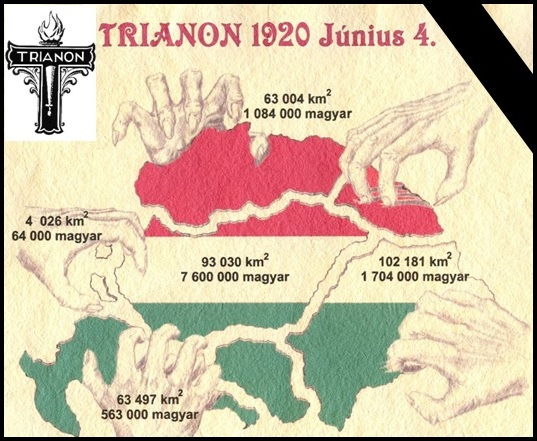 TRIANON
TRIANON 1920 Június 4.
63 004 km²
1 084 000 magyar
4 026 km²
64 000 magyar
93 030 km²
7 600 000 magyar
102 181 km²
1 704 000 magyar
63 497 km²
563 000 magyar